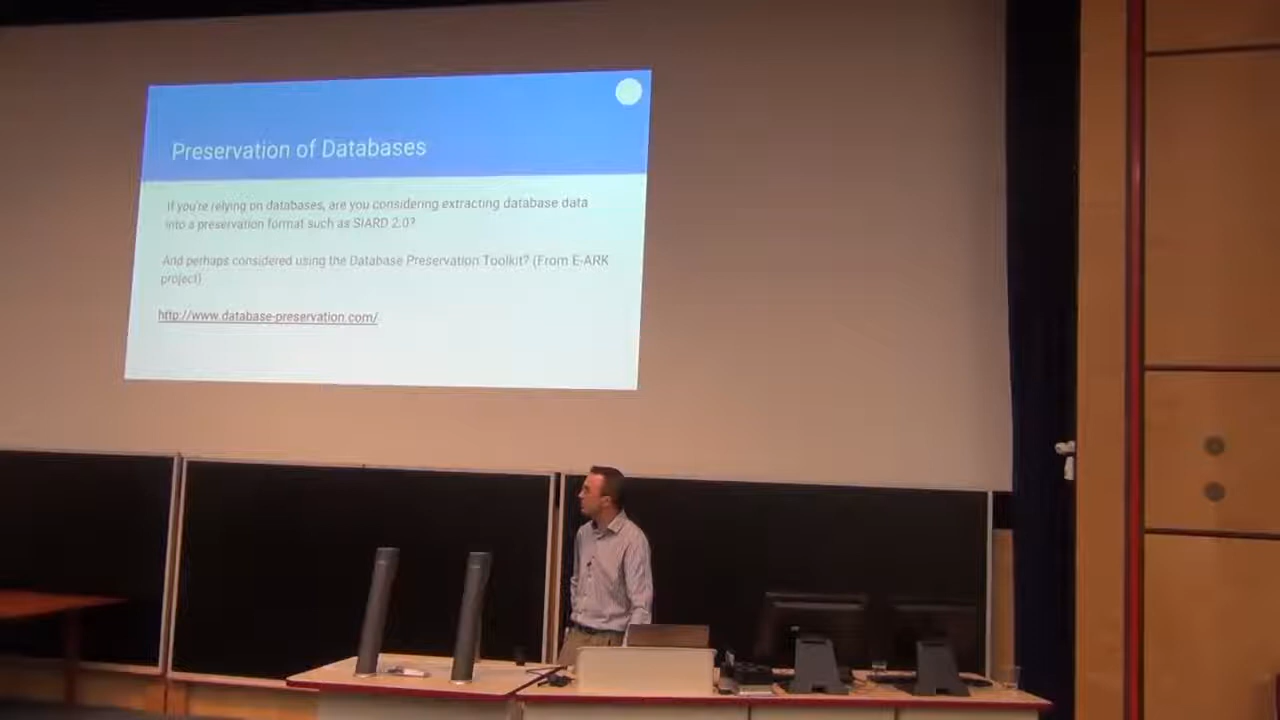 Preservation of Databases
If you're relying on databases, are you considering extracting database data
into a preservation format such as SIARD 2.0?
And perhaps considered using the Database Preservation Toolkit? (From E-ARK
project)
http://www.database-preservation.com/